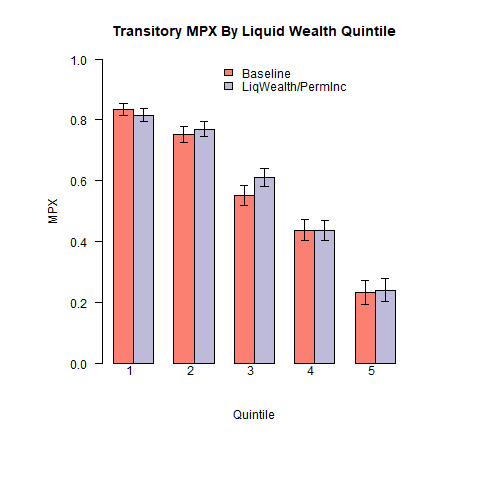 Transitory MPX By Liquid Wealth Quintile
Baseline
LiqWealth/PermInc
1.0
0.8
0.6
0.4
0.2
0.0
MPX
1 2 3 4 5
Quintile